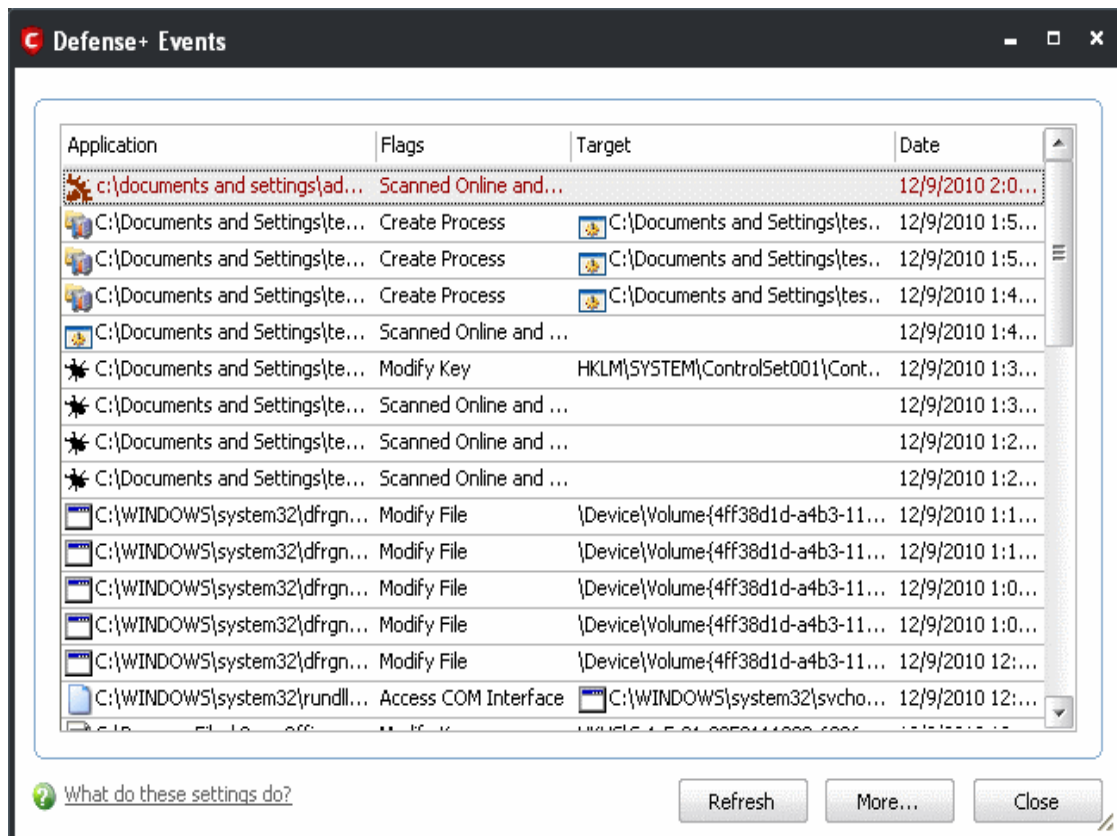 Defense+ Events
Application Flags Target Date
c:\documents and settings\ad... Scanned Online and... 12/9/2010 2:0...
C:\Documents and Settings\te... Create Process C:\Documents and Settings\tes.. 12/9/2010 1:5...
C:\Documents and Settings\te... Create Process C:\Documents and Settings\tes.. 12/9/2010 1:5...
C:\Documents and Settings\te... Create Process C:\Documents and Settings\tes.. 12/9/2010 1:4...
C:\Documents and Settings\te... Scanned Online and ... 12/9/2010 1:4...
C:\Documents and Settings\te... Modify Key HKLM\SYSTEM\ControlSet001\Cont.. 12/9/2010 1:3...
C:\Documents and Settings\te... Scanned Online and ... 12/9/2010 1:3...
C:\Documents and Settings\te... Scanned Online and ... 12/9/2010 1:2...
C:\Documents and Settings\te... Scanned Online and ... 12/9/2010 1:2...
C:\WINDOWS\system32\dfrgn... Modify File \Device\Volume{4ff38d1d-a4b3-11... 12/9/2010 1:1...
C:\WINDOWS\system32\dfrgn... Modify File \Device\Volume{4ff38d1d-a4b3-11... 12/9/2010 1:1...
C:\WINDOWS\system32\dfrgn... Modify File \Device\Volume{4ff38d1d-a4b3-11... 12/9/2010 1:0...
C:\WINDOWS\system32\dfrgn... Modify File \Device\Volume{4ff38d1d-a4b3-11... 12/9/2010 1:0...
C:\WINDOWS\system32\dfrgn... Modify File \Device\Volume{4ff38d1d-a4b3-11... 12/9/2010 12:...
C:\WINDOWS\system32\rundll... Access COM Interface C:\WINDOWS\system32\svcho... 12/9/2010 12:...
What do these settings do? Refresh More... Close